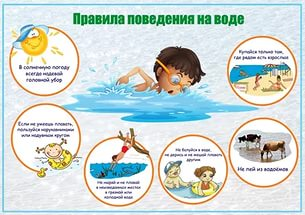 Правила поведения на воде
В солнечную погоду
всегда надевай
головной убор
Купайся только там,
где рядом есть взрослые
Если не умеешь плавать,
пользуйся нарукавниками
или надувным кругом
Не ныряй и не плавай
в неизведанных местах
в грязной или
холодной воде
Не балуйся в воде,
не дерись и не мешай плавать
другим
Не пей из водоёмов